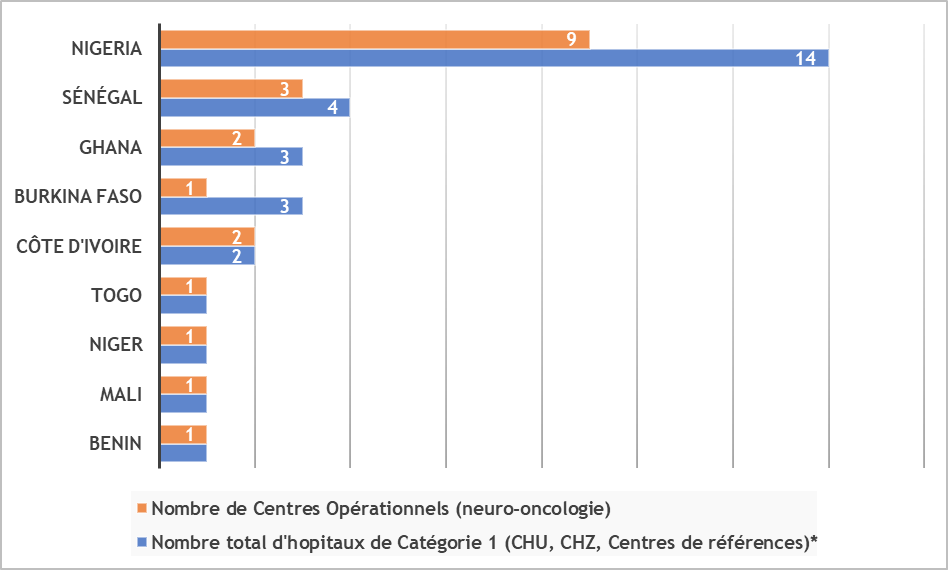 NIGERIA 9
14
SÉNÉGAL 3
4
GHANA 2
3
BURKINA FASO 1
3
CÔTE D'IVOIRE 2
2
TOGO 1
NIGER 1
MALI 1
BENIN 1
Nombre de Centres Opérationnels (neuro-oncologie)
Nombre total d'hopitaux de Catégorie 1 (CHU, CHZ, Centres de références)*